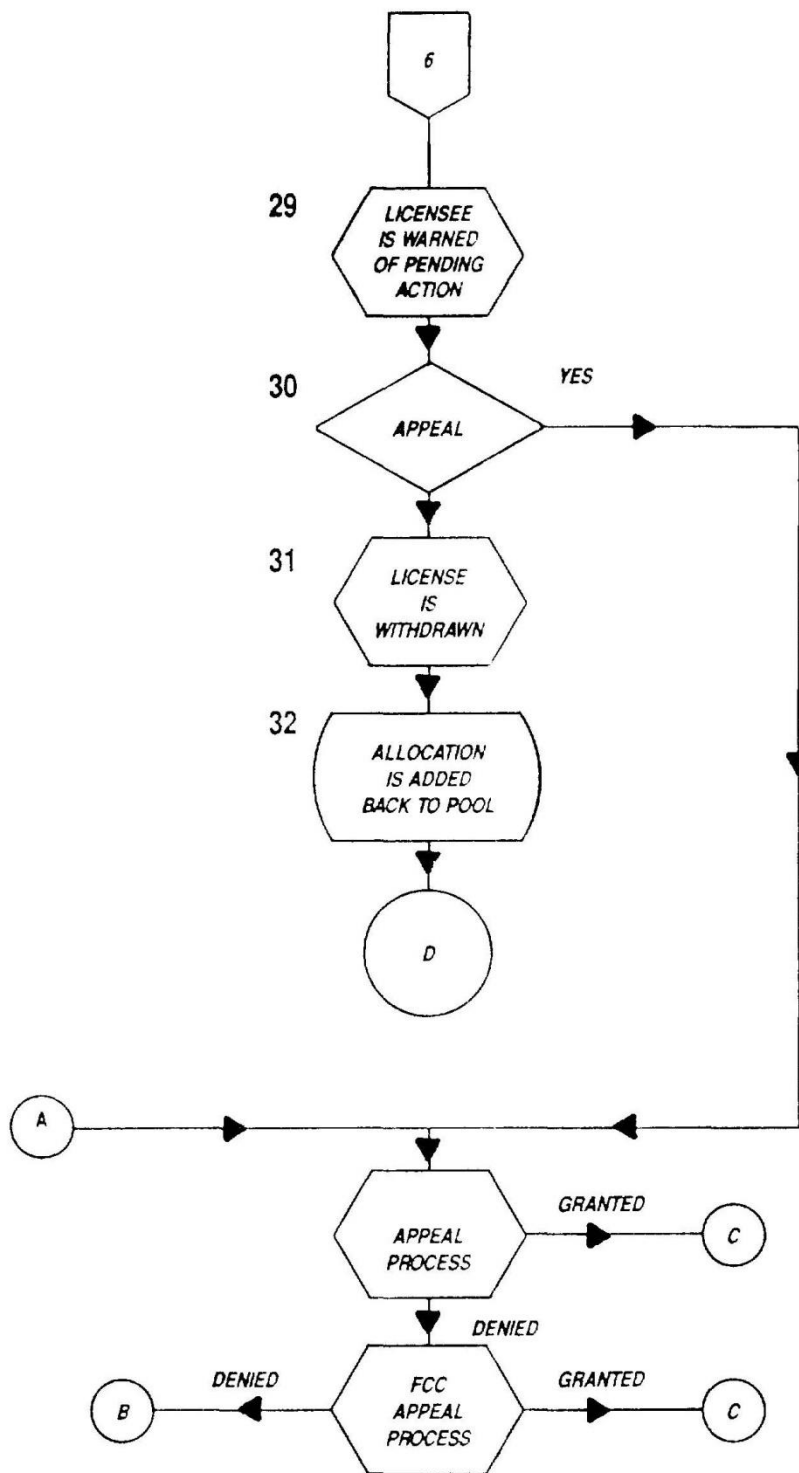 6
29
LICENSEE
IS WARNED
OF PENDING
ACTION
30
YES
APPEAL
31
LICENSE
IS
WITHDRAWN
32
ALLOCATION
IS ADDED
BACK TO POOL
D
A
APPEAL
PROCESS
GRANTED
C
DENIED
DENIED
B
FCC
APPEAL
PROCESS
GRANTED
C